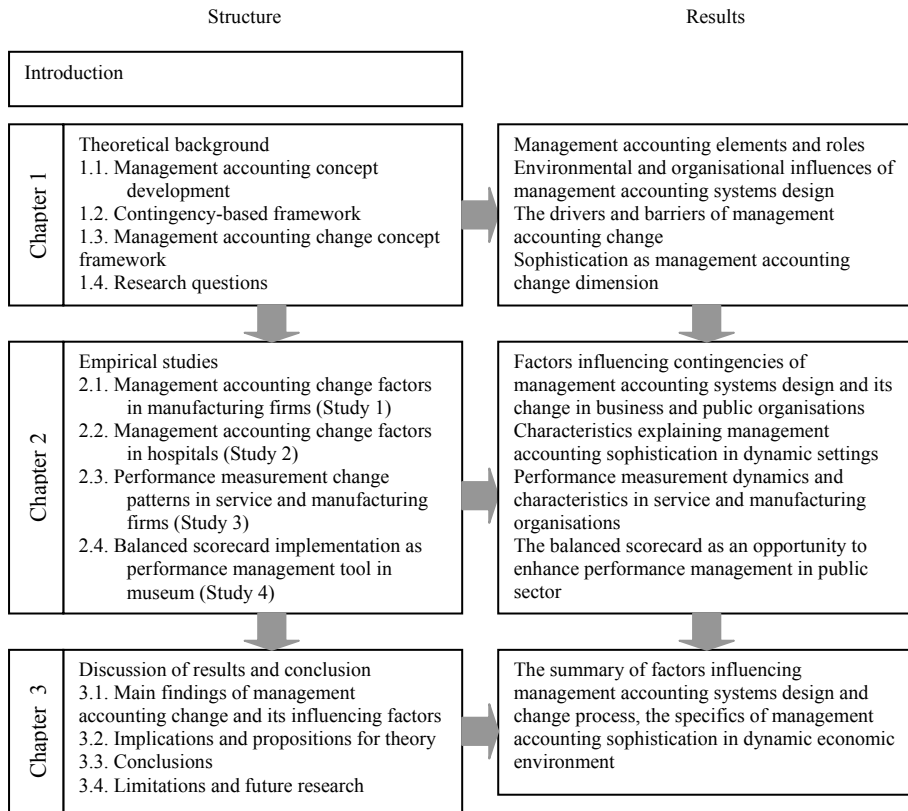 Structure
Results
Introduction
Chapter 1
Theoretical background
1.1. Management accounting concept
development
1.2. Contingency-based framework
1.3. Management accounting change concept
framework
1.4. Research questions
Management accounting elements and roles
Environmental and organisational influences of
management accounting systems design
The drivers and barriers of management
accounting change
Sophistication as management accounting
change dimension
Chapter 2
Empirical studies
2.1. Management accounting change factors
in manufacturing firms (Study 1)
2.2. Management accounting change factors
in hospitals (Study 2)
2.3. Performance measurement change
patterns in service and manufacturing
firms (Study 3)
2.4. Balanced scorecard implementation as
performance management tool in
museum (Study 4)
Factors influencing contingencies of
management accounting systems design and its
change in business and public organisations
Characteristics explaining management
accounting sophistication in dynamic settings
Performance measurement dynamics and
characteristics in service and manufacturing
organisations
The balanced scorecard as an opportunity to
enhance performance management in public
sector
Chapter 3
Discussion of results and conclusion
3.1. Main findings of management
accounting change and its influencing factors
3.2. Implications and propositions for theory
3.3. Conclusions
3.4. Limitations and future research
The summary of factors influencing
management accounting systems design and
change process, the specifics of management
accounting sophistication in dynamic economic
environment